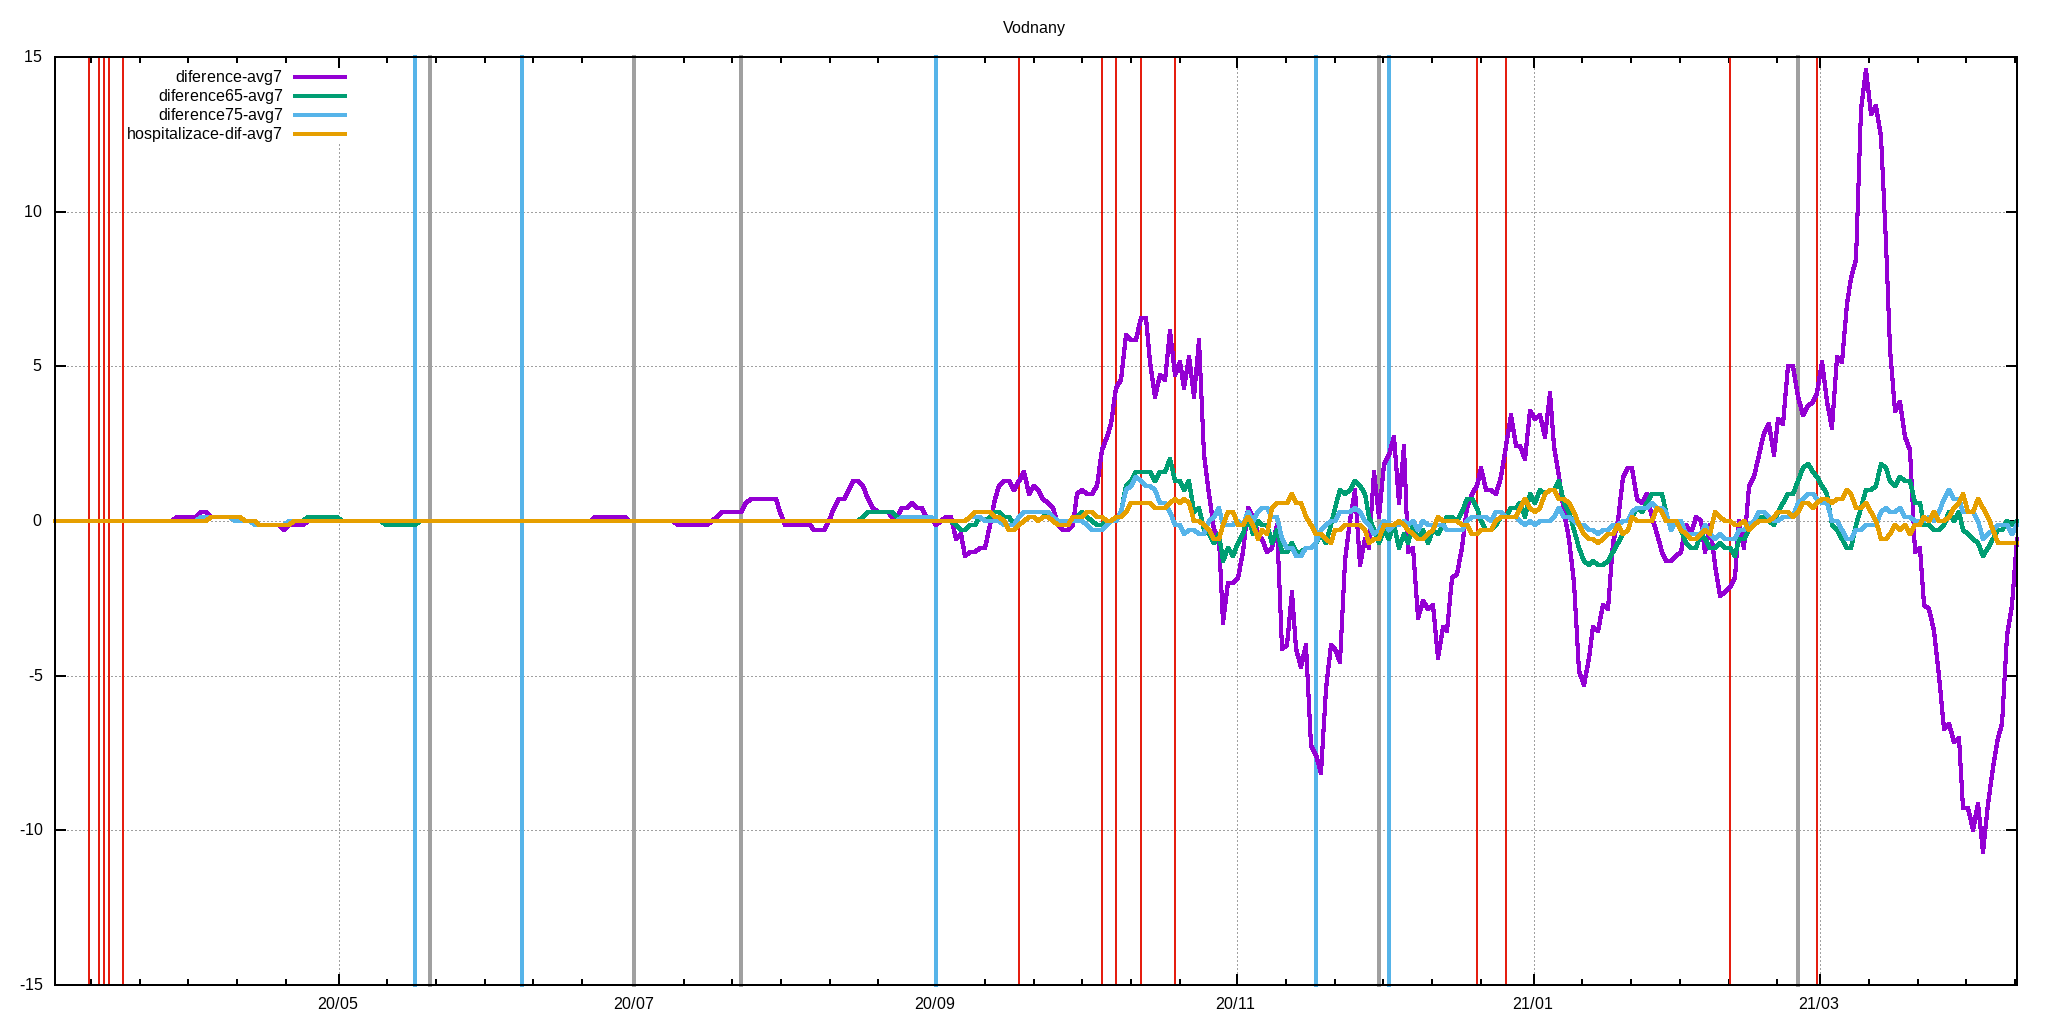 Vodnany
15
diference-avg7
diference65-avg7
diference75-avg7
hospitalizace-dif-avg7
10
5
0
-5
-10
-15
20/05 20/07 20/09 20/11 21/01 21/03